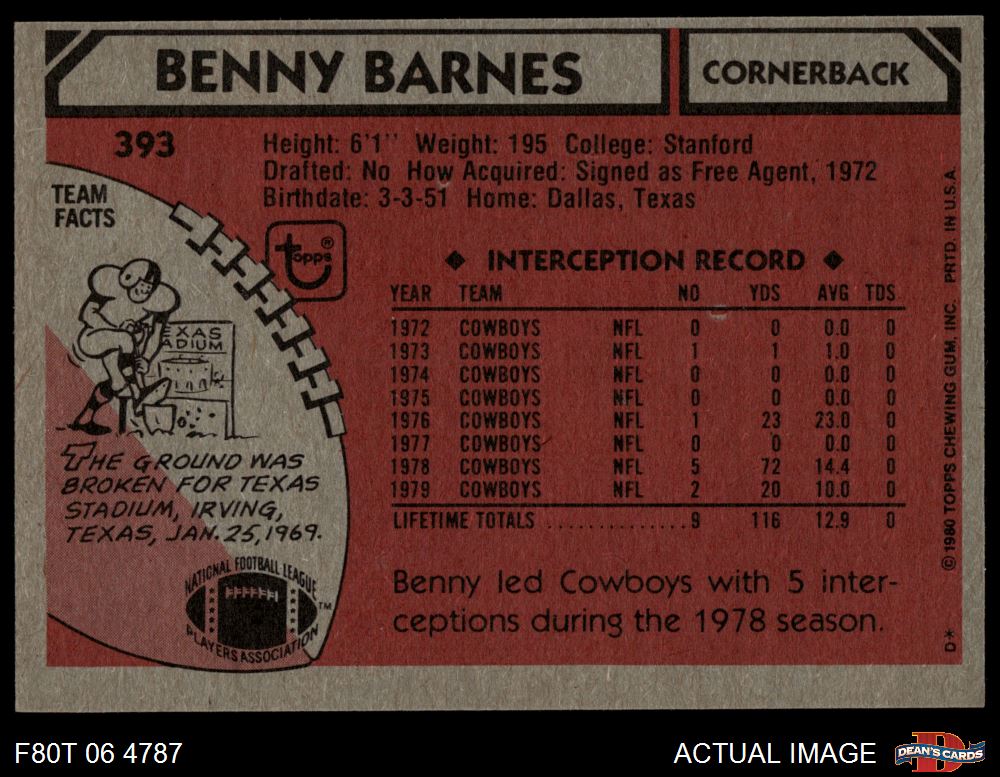 BENNY BARNES
CORNERBACK
393
Height: 6'1'' Weight: 195 College: Stanford
Drafted: No How Acquired: Signed as Free Agent, 1972
Birthdate: 3-3-51 Home: Dallas, Texas
TEAM
FACTS
topps®
◆ INTERCEPTION RECORD ◆
YEAR TEAM NO YDS AVG TDS
1972 COWBOYS NFL 0 0 0.0 0
1973 COWBOYS NFL 1 1 1.0 0
1974 COWBOYS NFL 0 0 0.0 0
1975 COWBOYS NFL 0 0 0.0 0
1976 COWBOYS NFL 1 23 23.0 0
1977 COWBOYS NFL 0 0 0.0 0
1978 COWBOYS NFL 5 72 14.4 0
1979 COWBOYS NFL 2 20 10.0 0
LIFETIME TOTALS ..............9 116 12.9 0
EXAS
ADIUM
THE GROUND WAS
BROKEN FOR TEXAS
STADIUM, IRVING,
TEXAS, JAN. 25, 1969.
NATIONAL FOOTBALL LEAGUE
PLAYERS ASSOCIATION
TM
Benny led Cowboys with 5 inter-
ceptions during the 1978 season.
D* © 1980 TOPPS CHEWING GUM, INC. PRTD. IN U.S.A.
F80T 06 4787
ACTUAL IMAGE
D
DEAN'S CARDS